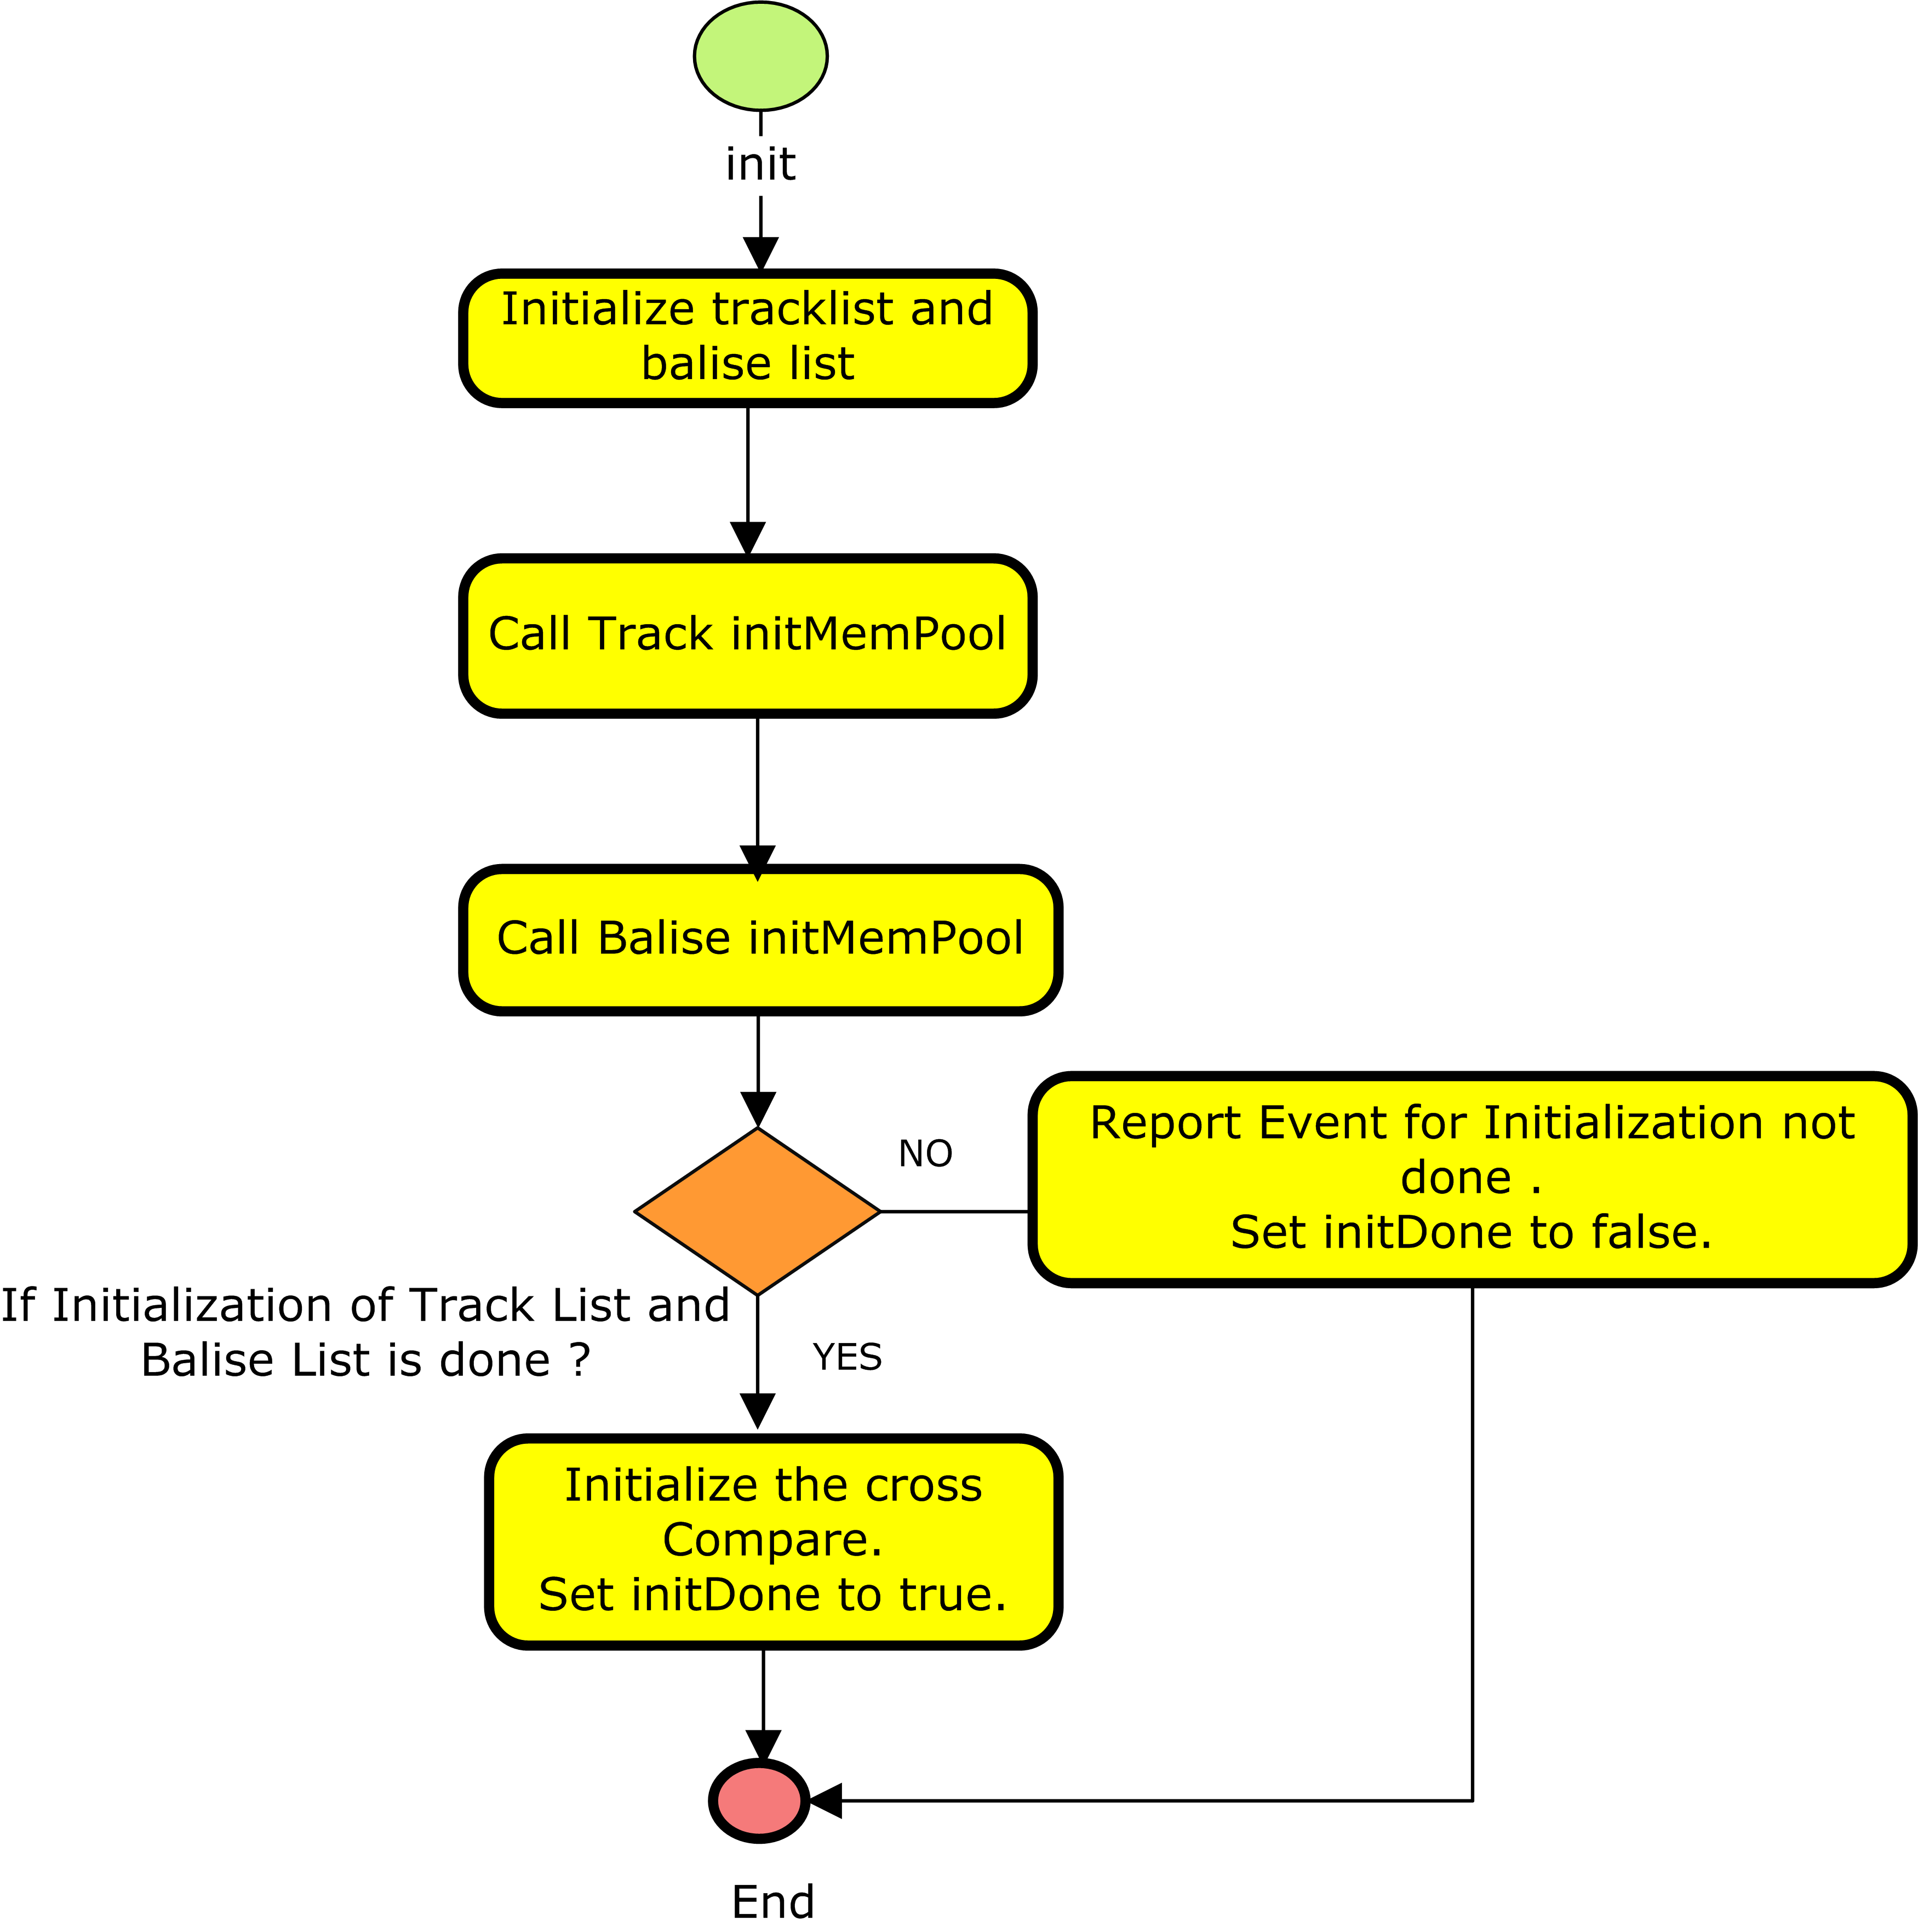 init
Initialize tracklist and
balise list
Call Track initMemPool
Call Balise initMemPool
NO
Report Event for Initialization not
done .
Set initDone to false.
If Initialization of Track List and
Balise List is done ?
YES
Initialize the cross
Compare.
Set initDone to true.
End